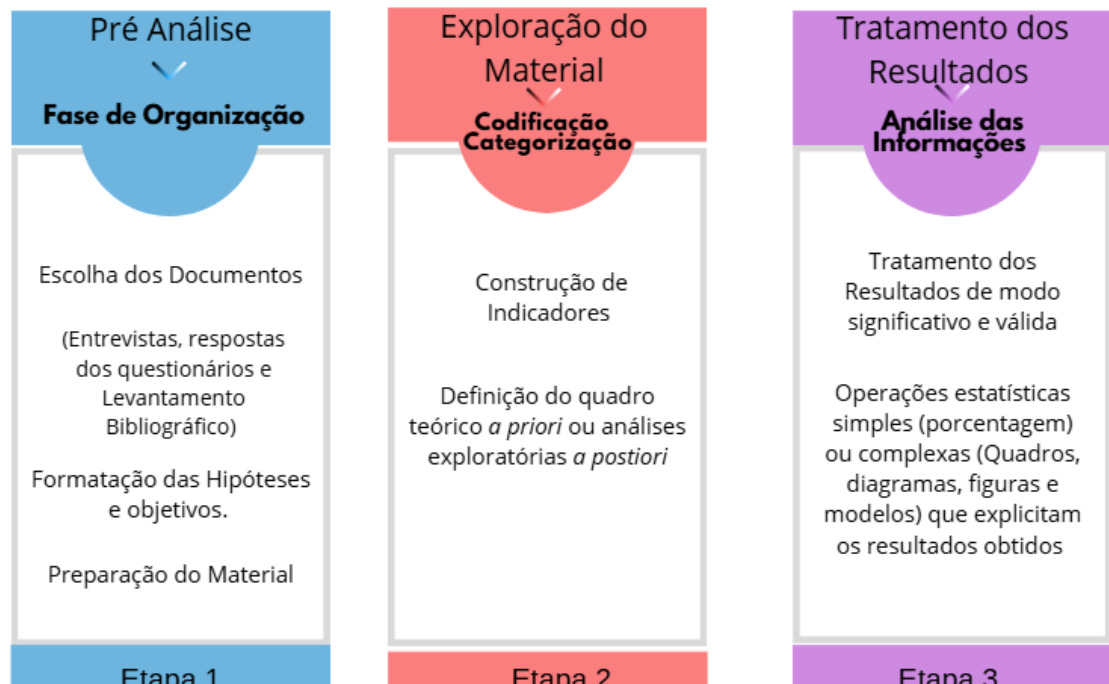 Pré Análise
Fase de Organização
Escolha dos Documentos
(Entrevistas, respostas
dos questionários e
Levantamento
Bibliográfico)
Formatação das Hipóteses
e objetivos.
Preparação do Material
Etapa 1
Exploração do
Material
Codificação
Categorização
Construção de
Indicadores
Definição do quadro
teórico a priori ou análises
exploratórias a postiori
Etapa 2
Tratamento dos
Resultados
Análise das
Informações
Tratamento dos
Resultados de modo
significativo e válida
Operações estatísticas
simples (porcentagem)
ou complexas (Quadros,
diagramas, figuras e
modelos) que explicitam
os resultados obtidos
Etapa 3